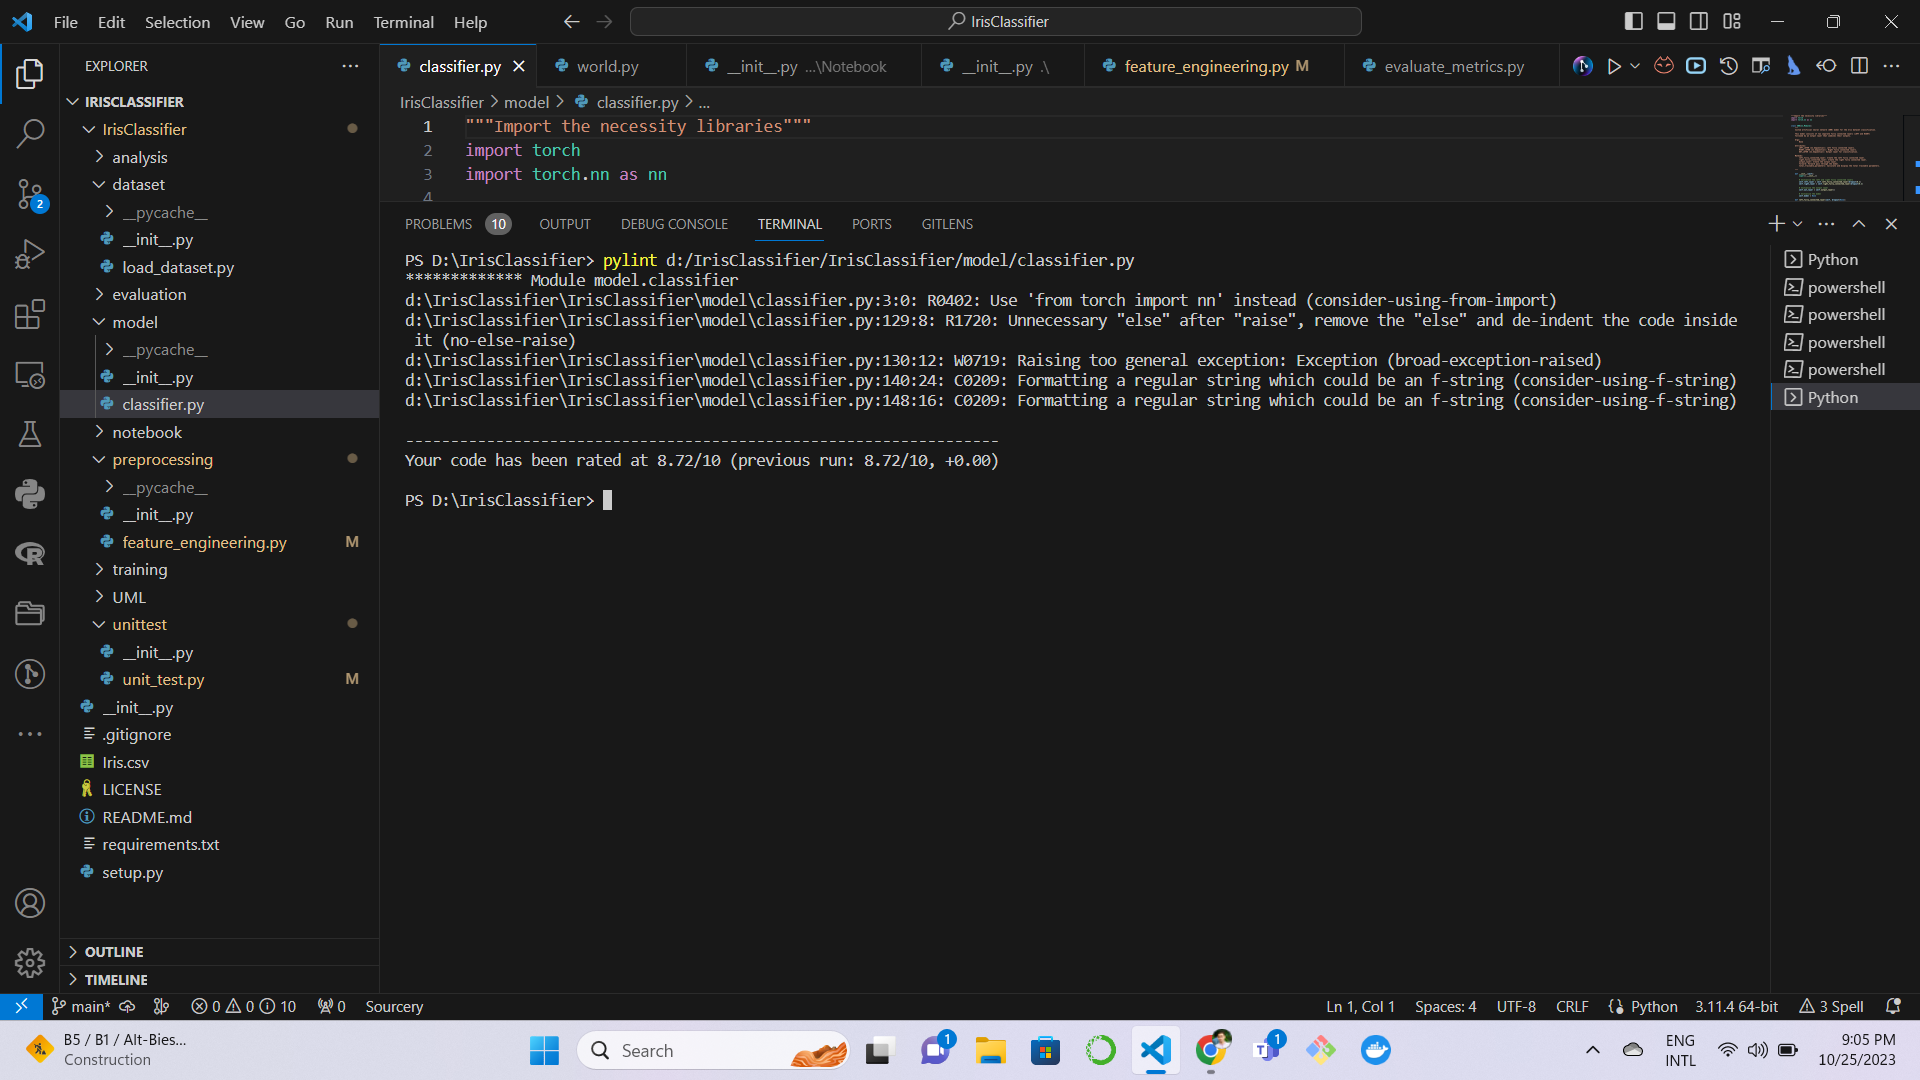 File Edit Selection View Go Run Terminal Help
IrisClassifier
EXPLORER
IRISCLASSIFIER
IrisClassifier
analysis
dataset
__pycache__
__init__.py
load_dataset.py
evaluation
model
__pycache__
__init__.py
classifier.py
notebook
preprocessing
__pycache__
__init__.py
feature_engineering.py M
training
UML
unittest
__init__.py
unit_test.py M
__init__.py
.gitignore
Iris.csv
LICENSE
README.md
requirements.txt
setup.py
OUTLINE
TIMELINE
2
classifier.py world.py __init__.py ...\Notebook __init__.py .\ feature_engineering.py M evaluate_metrics.py
IrisClassifier > model > classifier.py > ...
1 """Import the necessity libraries"""
2 import torch
3 import torch.nn as nn
4
PROBLEMS 10 OUTPUT DEBUG CONSOLE TERMINAL PORTS GITLENS
PS D:\IrisClassifier> pylint d:/IrisClassifier/IrisClassifier/model/classifier.py
************* Module model.classifier
d:\IrisClassifier\IrisClassifier\model\classifier.py:3:0: R0402: Use 'from torch import nn' instead (consider-using-from-import)
d:\IrisClassifier\IrisClassifier\model\classifier.py:129:8: R1720: Unnecessary "else" after "raise", remove the "else" and de-indent the code inside
it (no-else-raise)
d:\IrisClassifier\IrisClassifier\model\classifier.py:130:12: W0719: Raising too general exception: Exception (broad-exception-raised)
d:\IrisClassifier\IrisClassifier\model\classifier.py:140:24: C0209: Formatting a regular string which could be an f-string (consider-using-f-string)
d:\IrisClassifier\IrisClassifier\model\classifier.py:148:16: C0209: Formatting a regular string which could be an f-string (consider-using-f-string)
------------------------------------------------------------------
Your code has been rated at 8.72/10 (previous run: 8.72/10, +0.00)
PS D:\IrisClassifier>
Python
powershell
powershell
powershell
powershell
Python
main* 0 0 10 0 Sourcery Ln 1, Col 1 Spaces: 4 UTF-8 CRLF Python 3.11.4 64-bit 3 Spell
B5 / B1 / Alt-Bies...
Construction
Search
1
1
ENG
INTL
9:05 PM
10/25/2023